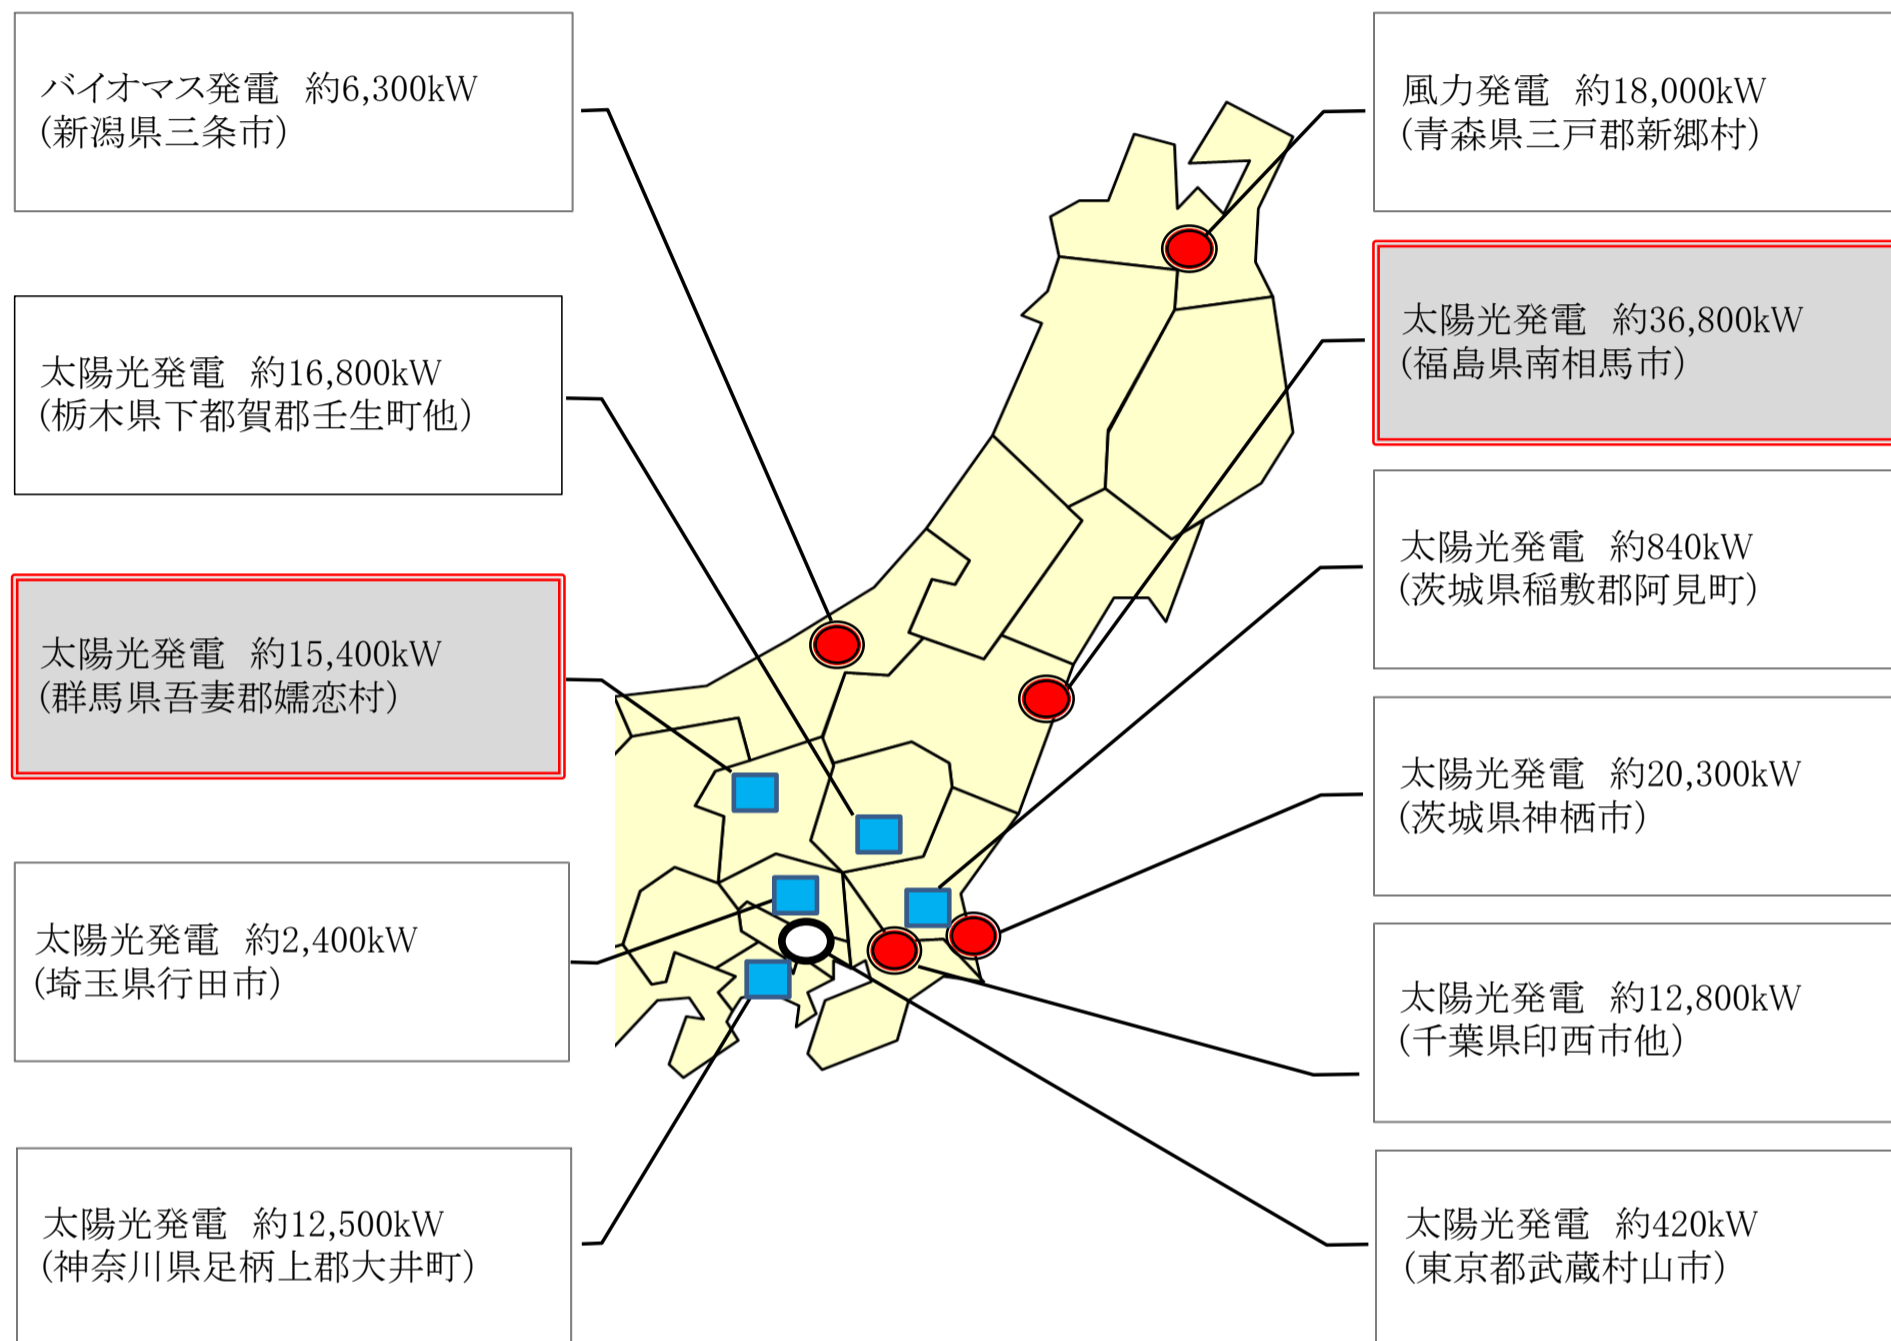 バイオマス発電 約6,300kW
(新潟県三条市)
太陽光発電 約16,800kW
(栃木県下都賀郡壬生町他)
太陽光発電 約15,400kW
(群馬県吾妻郡嬬恋村)
太陽光発電 約2,400kW
(埼玉県行田市)
太陽光発電 約12,500kW
(神奈川県足柄上郡大井町)
風力発電 約18,000kW
(青森県三戸郡新郷村)
太陽光発電 約36,800kW
(福島県南相馬市)
太陽光発電 約840kW
(茨城県稲敷郡阿見町)
太陽光発電 約20,300kW
(茨城県神栖市)
太陽光発電 約12,800kW
(千葉県印西市他)
太陽光発電 約420kW
(東京都武蔵村山市)